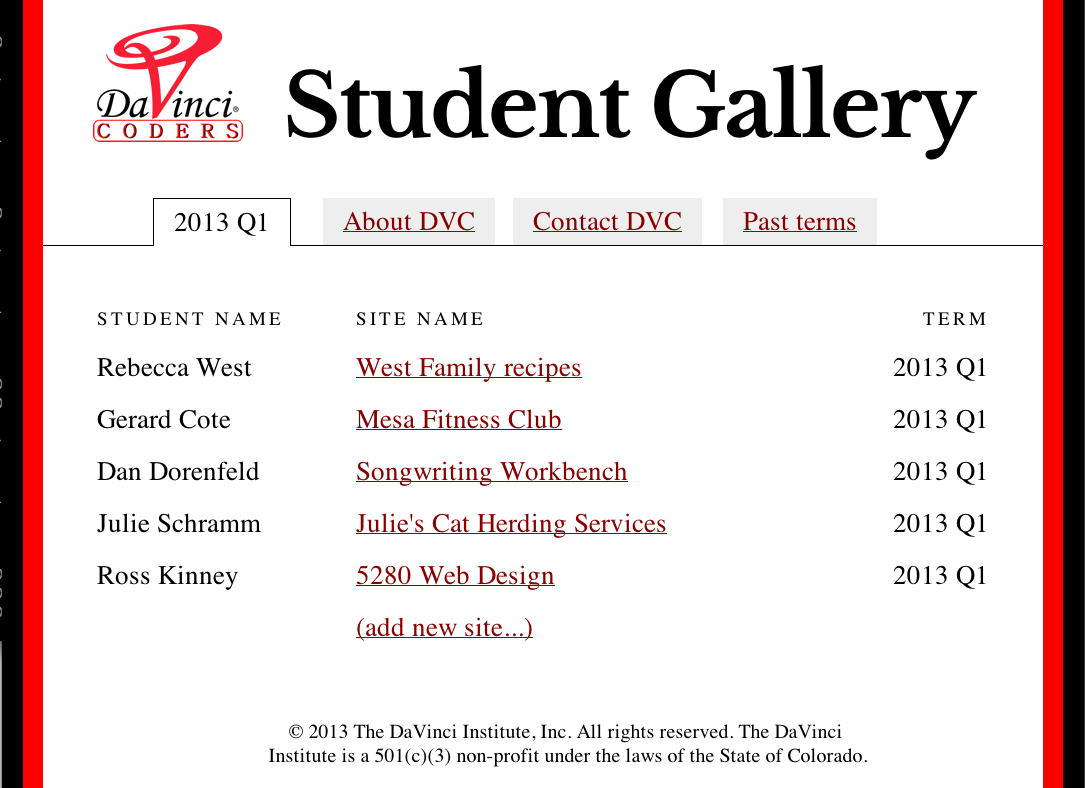 DaVinci®
CODERS
Student Gallery
2013 Q1 About DVC Contact DVC Past terms
STUDENT NAME SITE NAME TERM
Rebecca West West Family recipes 2013 Q1
Gerard Cote Mesa Fitness Club 2013 Q1
Dan Dorenfeld Songwriting Workbench 2013 Q1
Julie Schramm Julie's Cat Herding Services 2013 Q1
Ross Kinney 5280 Web Design 2013 Q1
(add new site...)
© 2013 The DaVinci Institute, Inc. All rights reserved. The DaVinci
Institute is a 501(c)(3) non-profit under the laws of the State of Colorado.